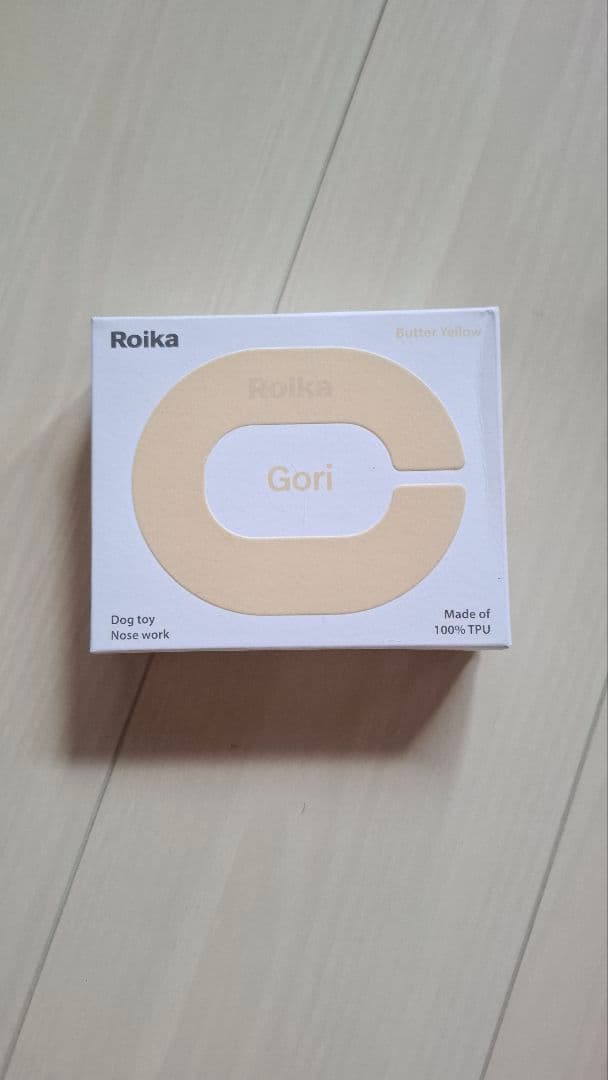 Roika
Butter Yellow
Roika
Gori
Dog toy
Nose work
Made of
100% TPU